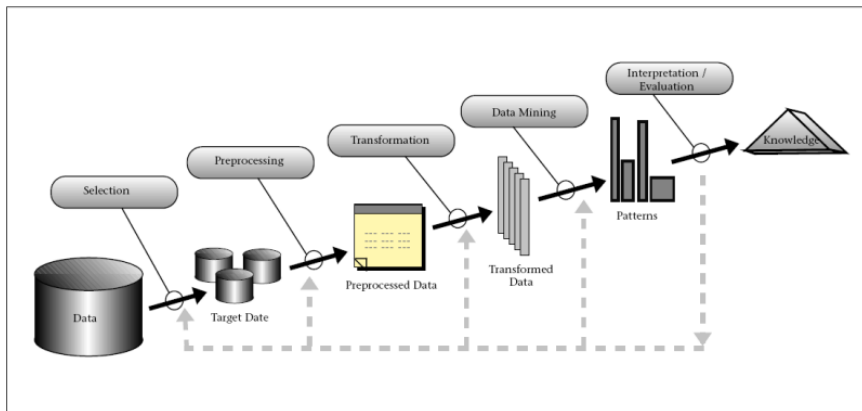 Interpretation /
Evaluation
Data Mining
Transformation
Preprocessing
Selection
Knowledge
Patterns
Transformed
Data
Preprocessed Data
Target Date
Data